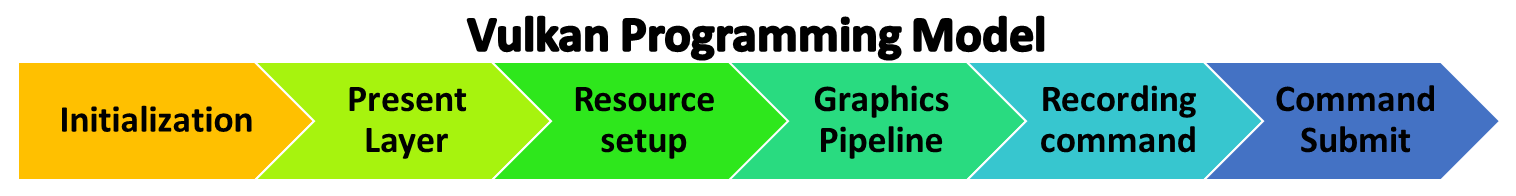 Vulkan Programming Model
Initialization
Present
Layer
Resource
setup
Graphics
Pipeline
Recording
command
Command
Submit